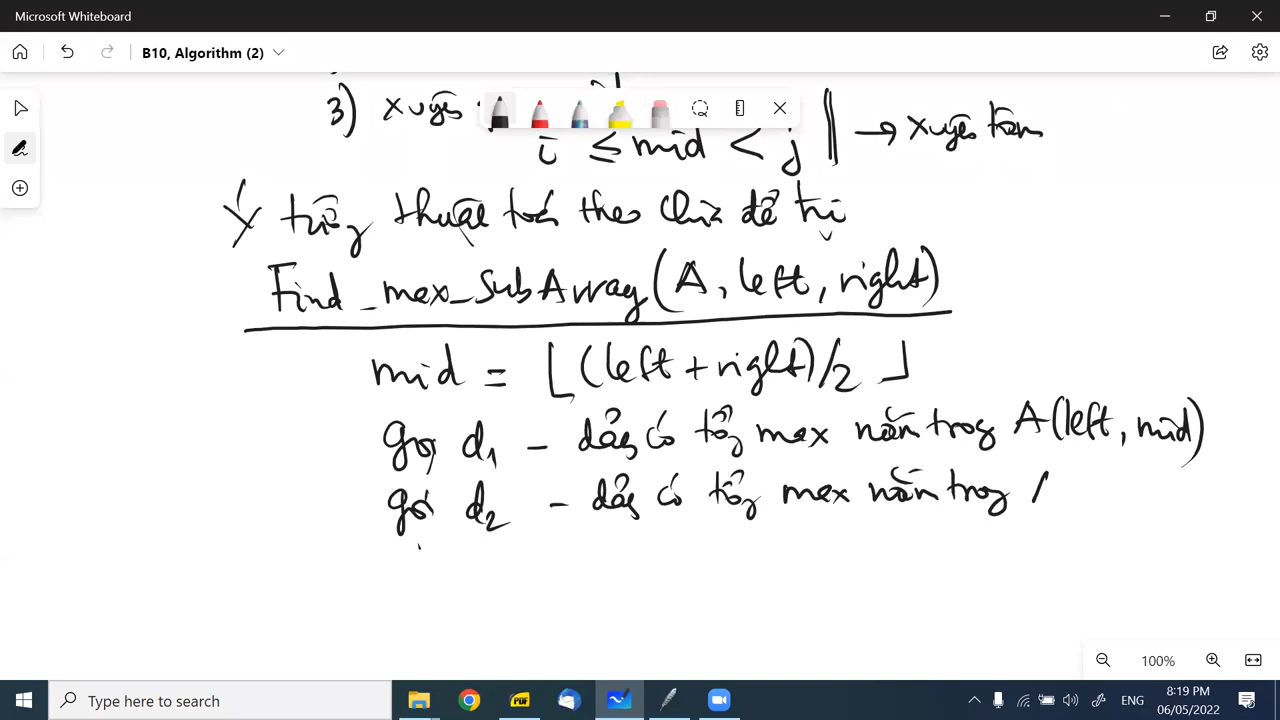 Microsoft Whiteboard
B10, Algorithm (2)
3) xuyên
i ≤ mid < j → xuyên tâm
Ý tưởng thuật toán theo chia để trị
Find_max_SubArray(A, left, right)
mid = ⌊(left + right)/2⌋
gọi d1 - dãy có tổng max nằm trong A(left, mid)
gọi d2 - dãy có tổng max nằm trong
100%
Type here to search
PDF
ENG
8:19 PM
06/05/2022